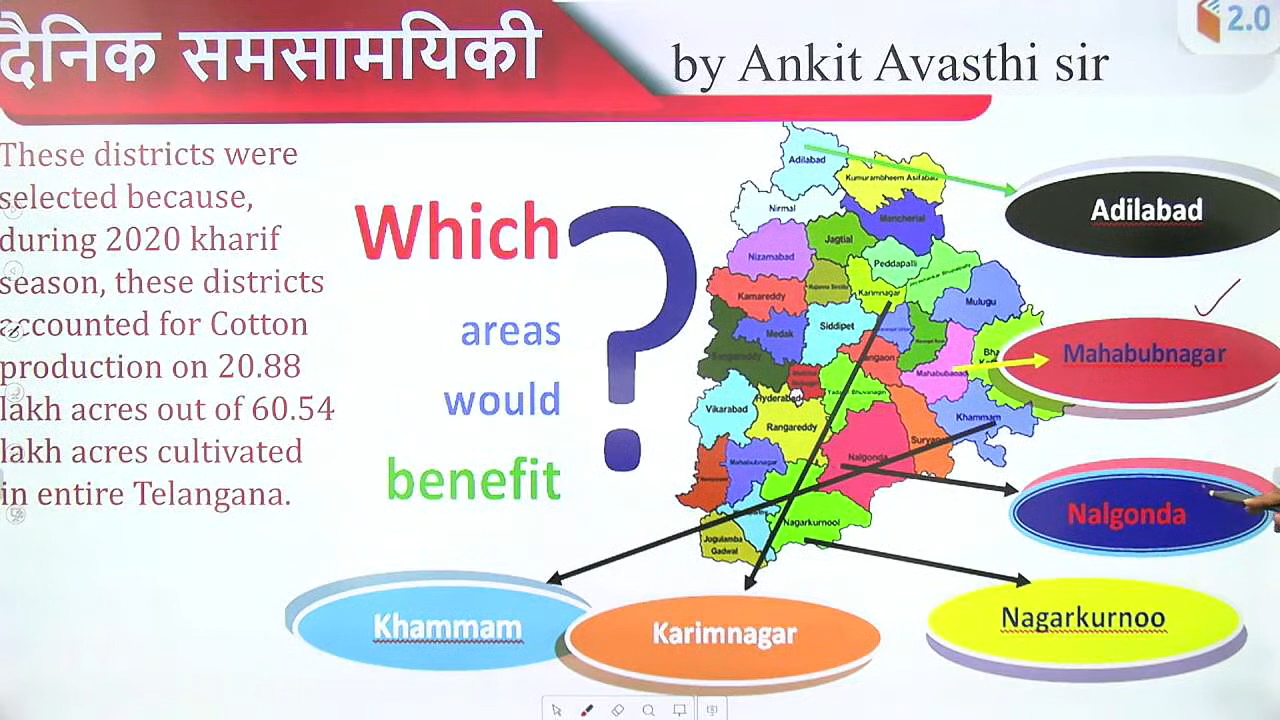 दैनिक समसामयिकी
by Ankit Avasthi sir
2.0
These districts were
selected because,
during 2020 kharif
season, these districts
accounted for Cotton
production on 20.88
lakh acres out of 60.54
lakh acres cultivated
in entire Telangana.
Which
areas
would
benefit
?
Adilabad
Kumurambheem Asifabad
Nirmal
Mancherial
Jagtial
Nizamabad
Peddapalli
Kamareddy
Karimnagar
Mulugu
Medak
Siddipet
Mahabubabad
Hyderabad
Vikarabad
Rangareddy
Khammam
Mahabubnagar
Nalgonda
Nagarkurnool
Jogulamba
Gadwal
Adilabad
Mahabubnagar
Nalgonda
Nagarkurnoo
Khammam
Karimnagar